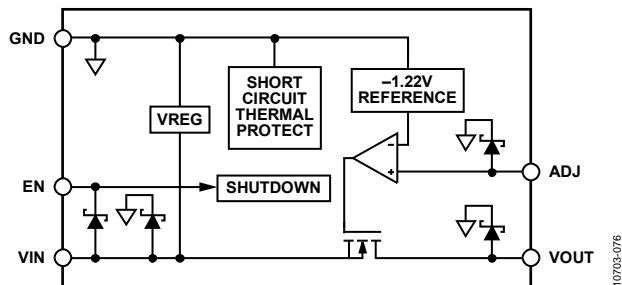 GND
SHORT
CIRCUIT
THERMAL
PROTECT
–1.22V
REFERENCE
VREG
–
+
ADJ
EN
SHUTDOWN
VIN
VOUT
10703-076